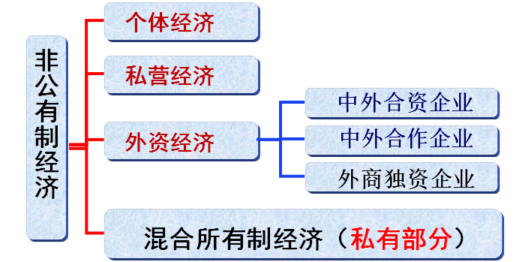 非公有制经济
个体经济
私营经济
外资经济
中外合资企业
中外合作企业
外商独资企业
混合所有制经济（私有部分）